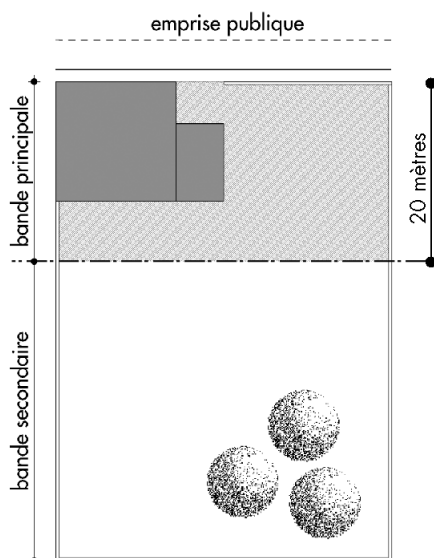 emprise publique
bande principale
20 mètres
bande secondaire